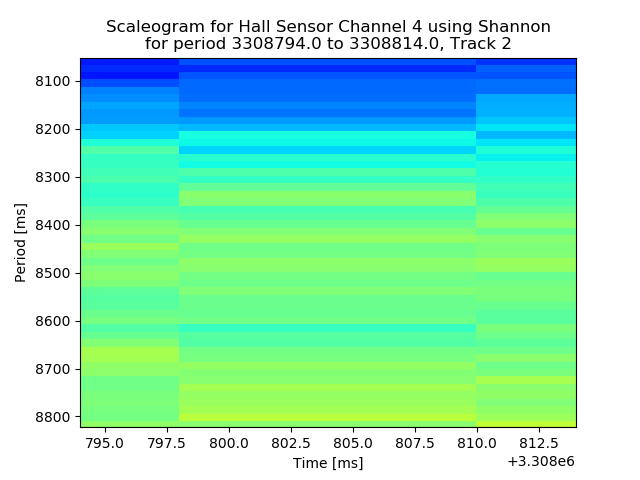 Scaleogram for Hall Sensor Channel 4 using Shannon
for period 3308794.0 to 3308814.0, Track 2
Period [ms]
8100
8200
8300
8400
8500
8600
8700
8800
795.0 797.5 800.0 802.5 805.0 807.5 810.0 812.5
Time [ms]
+3.308e6